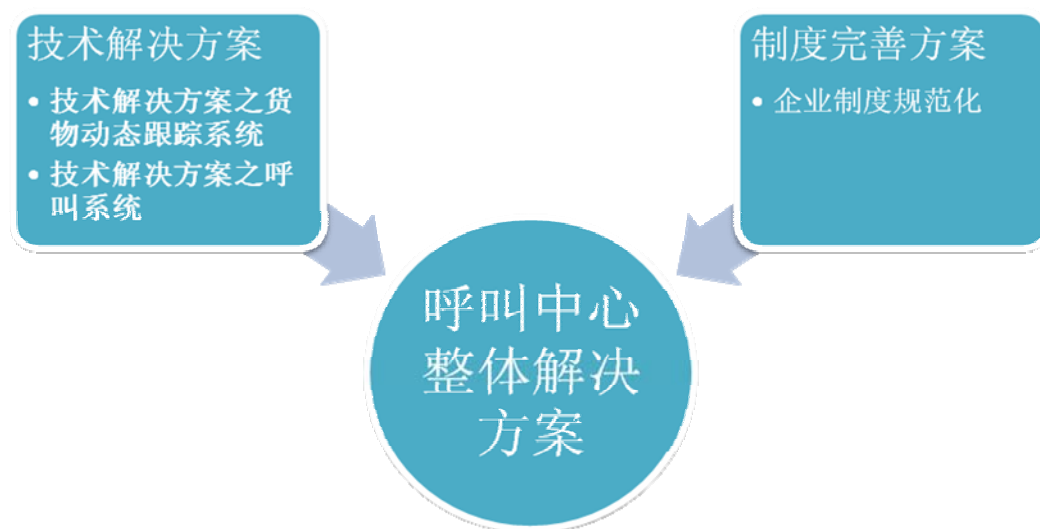 技术解决方案
• 技术解决方案之货
物动态跟踪系统
• 技术解决方案之呼
叫系统
制度完善方案
• 企业制度规范化
呼叫中心
整体解决
方案